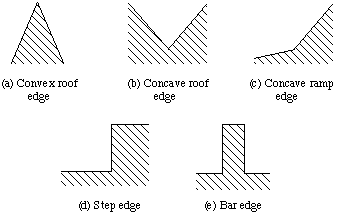 (a) Convex roof
edge
(b) Concave roof
edge
(c) Concave ramp
edge
(d) Step edge
(e) Bar edge